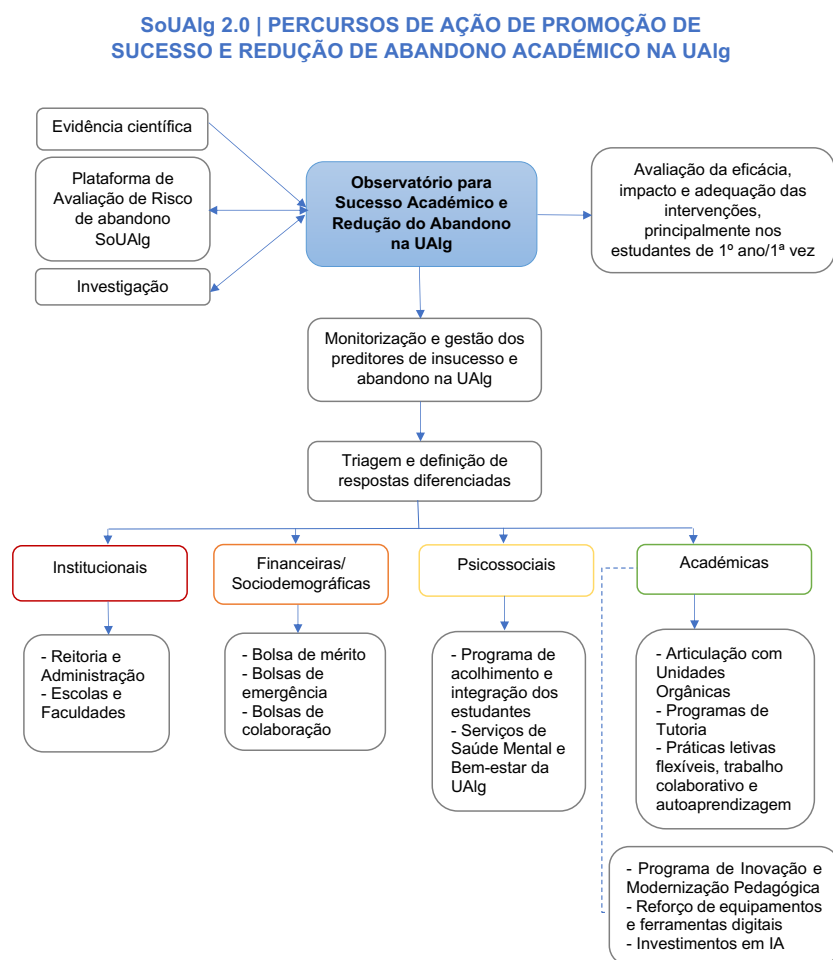 SoUAlg 2.0 | PERCURSOS DE AÇÃO DE PROMOÇÃO DE
SUCESSO E REDUÇÃO DE ABANDONO ACADÉMICO NA UAlg
Evidência científica
Plataforma de
Avaliação de Risco
de abandono
SoUAlg
Investigação
Observatório para
Sucesso Académico e
Redução do Abandono
na UAlg
Avaliação da eficácia,
impacto e adequação das
intervenções,
principalmente nos
estudantes de 1º ano/1ª vez
Monitorização e gestão dos
preditores de insucesso e
abandono na UAlg
Triagem e definição de
respostas diferenciadas
Institucionais
Financeiras/
Sociodemográficas
Psicossociais
Académicas
- Reitoria e
Administração
- Escolas e
Faculdades
- Bolsa de mérito
- Bolsas de
emergência
- Bolsas de
colaboração
- Programa de
acolhimento e
integração dos
estudantes
- Serviços de
Saúde Mental e
Bem-estar da
UAlg
- Articulação com
Unidades
Orgânicas
- Programas de
Tutoria
- Práticas letivas
flexíveis, trabalho
colaborativo e
autoaprendizagem
- Programa de Inovação e
Modernização Pedagógica
- Reforço de equipamentos
e ferramentas digitais
- Investimentos em IA